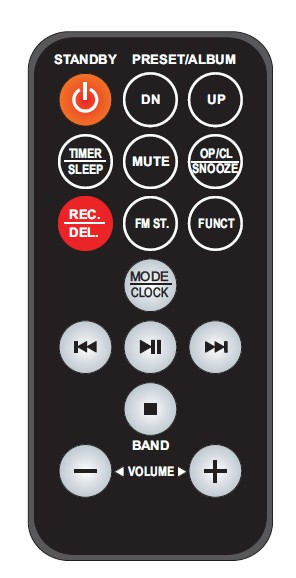 STANDBY PRESET/ALBUM
DN UP
TIMER
SLEEP
MUTE
OP/CL
SNOOZE
REC.
DEL.
FM ST.
FUNCT
MODE
CLOCK
BAND
VOLUME